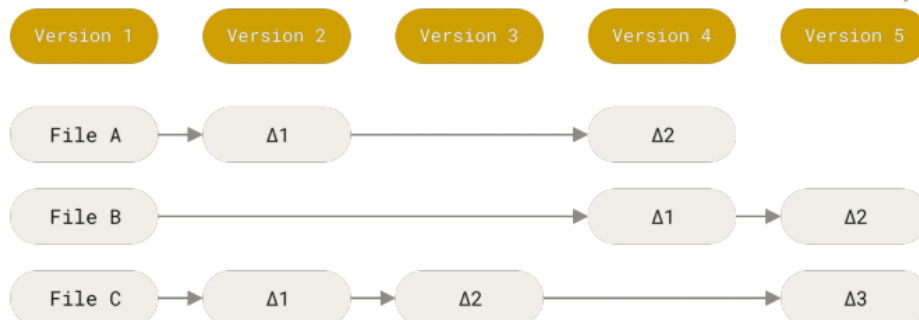 Version 1 Version 2 Version 3 Version 4 Version 5
File A Δ1 Δ2
File B Δ1 Δ2
File C Δ1 Δ2 Δ3